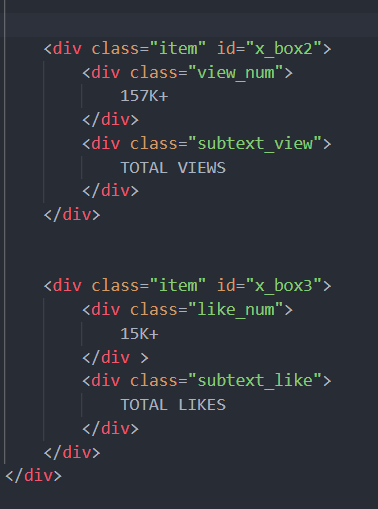 <div class="item" id="x_box2">
<div class="view_num">
157K+
</div>
<div class="subtext_view">
TOTAL VIEWS
</div>
</div>
<div class="item" id="x_box3">
<div class="like_num">
15K+
</div >
<div class="subtext_like">
TOTAL LIKES
</div>
</div>
</div>